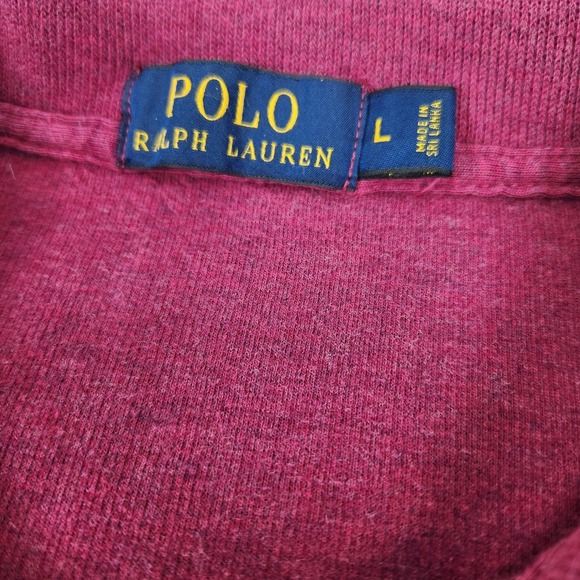 POLO
RALPH LAUREN
L
MADE IN
SRI LANKA